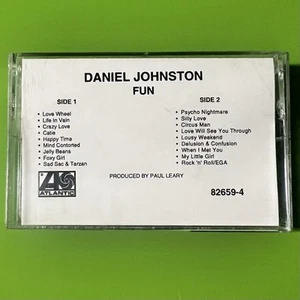 DANIEL JOHNSTON
FUN
SIDE 1
• Love Wheel
• Life In Vain
• Crazy Love
• Catie
• Happy Time
• Mind Contorted
• Jelly Beans
• Foxy Girl
• Sad Sac & Tarzan
SIDE 2
• Psycho Nightmare
• Silly Love
• Circus Man
• Love Will See You Through
• Lousy Weekend
• Delusion & Confusion
• When I Met You
• My Little Girl
• Rock 'n' Roll/EGA
ATLANTIC
PRODUCED BY PAUL LEARY
82659-4